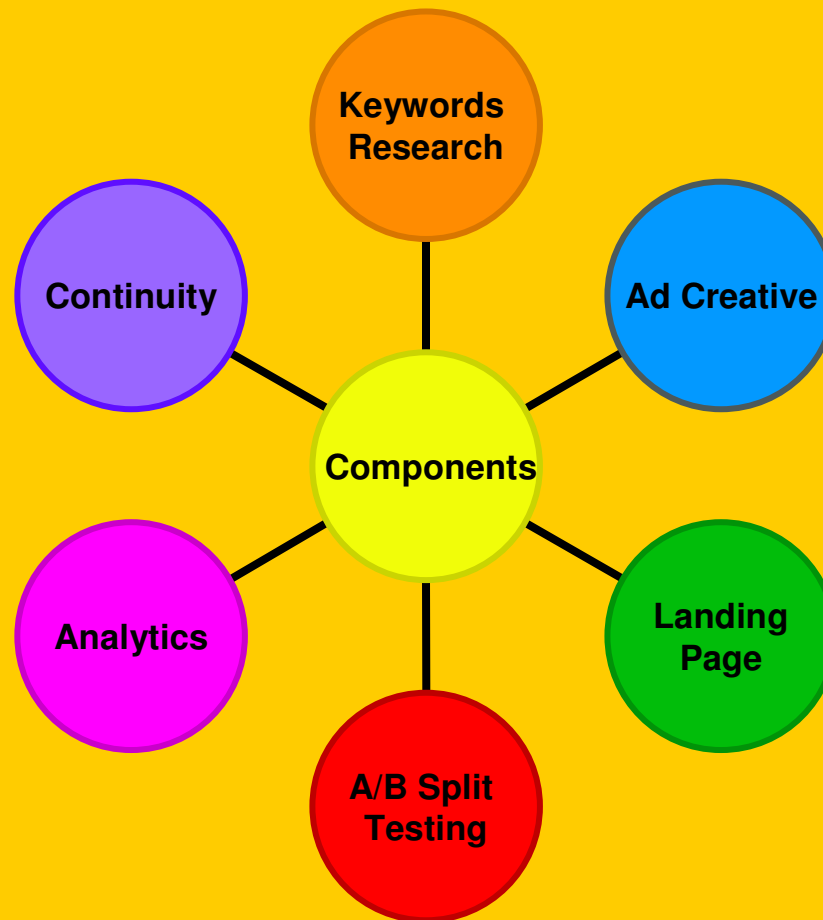 Keywords
Research
Continuity
Ad Creative
Components
Analytics
Landing
Page
A/B Split
Testing